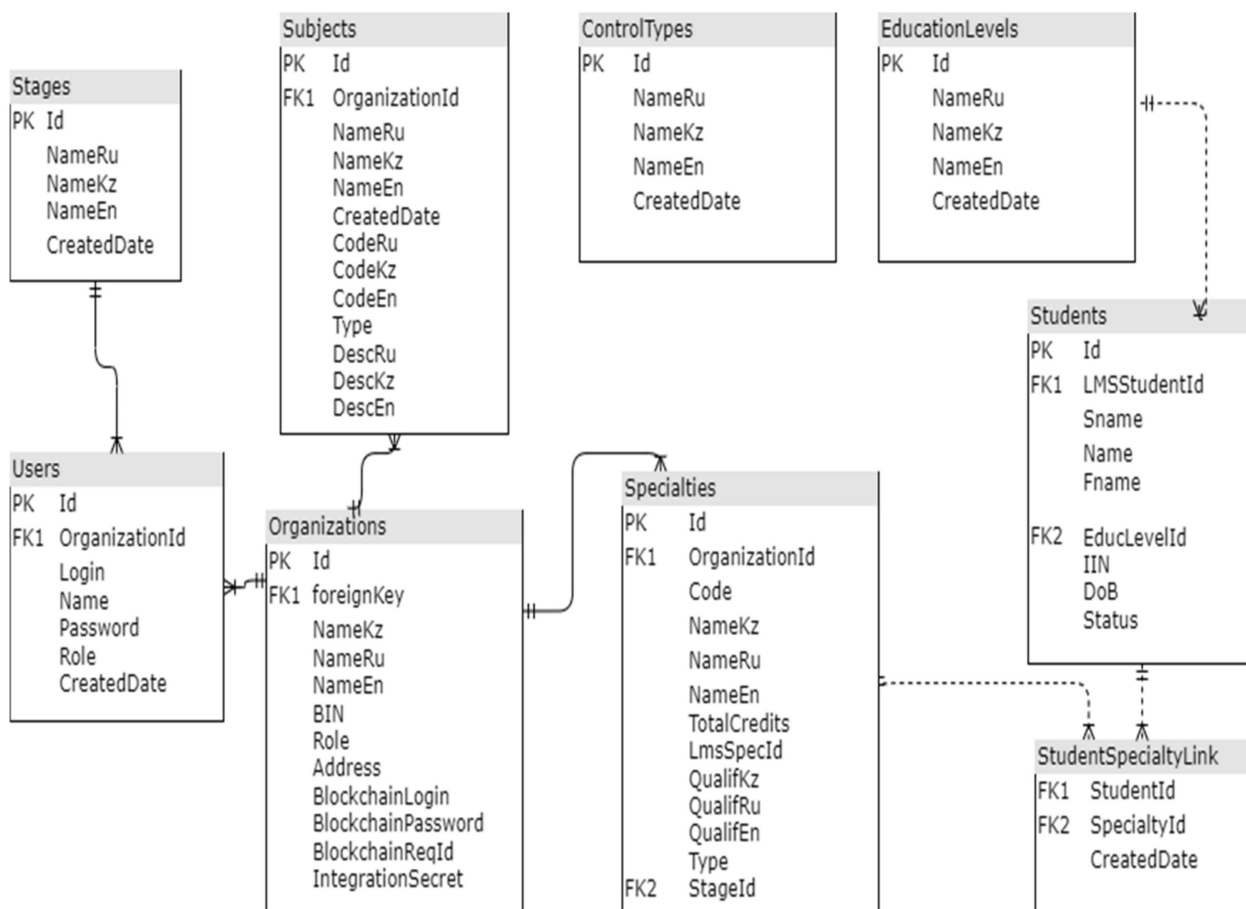 Stages
PK Id
NameRu
NameKz
NameEn
CreatedDate
Subjects
PK Id
FK1 OrganizationId
NameRu
NameKz
NameEn
CreatedDate
CodeRu
CodeKz
CodeEn
Type
DescRu
DescKz
DescEn
ControlTypes
PK Id
NameRu
NameKz
NameEn
CreatedDate
EducationLevels
PK Id
NameRu
NameKz
NameEn
CreatedDate
Users
PK Id
FK1 OrganizationId
Login
Name
Password
Role
CreatedDate
Organizations
PK Id
FK1 foreignKey
NameKz
NameRu
NameEn
BIN
Role
Address
BlockchainLogin
BlockchainPassword
BlockchainReqId
IntegrationSecret
Specialties
PK Id
FK1 OrganizationId
Code
NameKz
NameRu
NameEn
TotalCredits
LmsSpecId
QualifKz
QualifRu
QualifEn
Type
FK2 StageId
Students
PK Id
FK1 LMSStudentId
Sname
Name
Fname
FK2 EducLevelId
IIN
DoB
Status
StudentSpecialtyLink
FK1 StudentId
FK2 SpecialtyId
CreatedDate